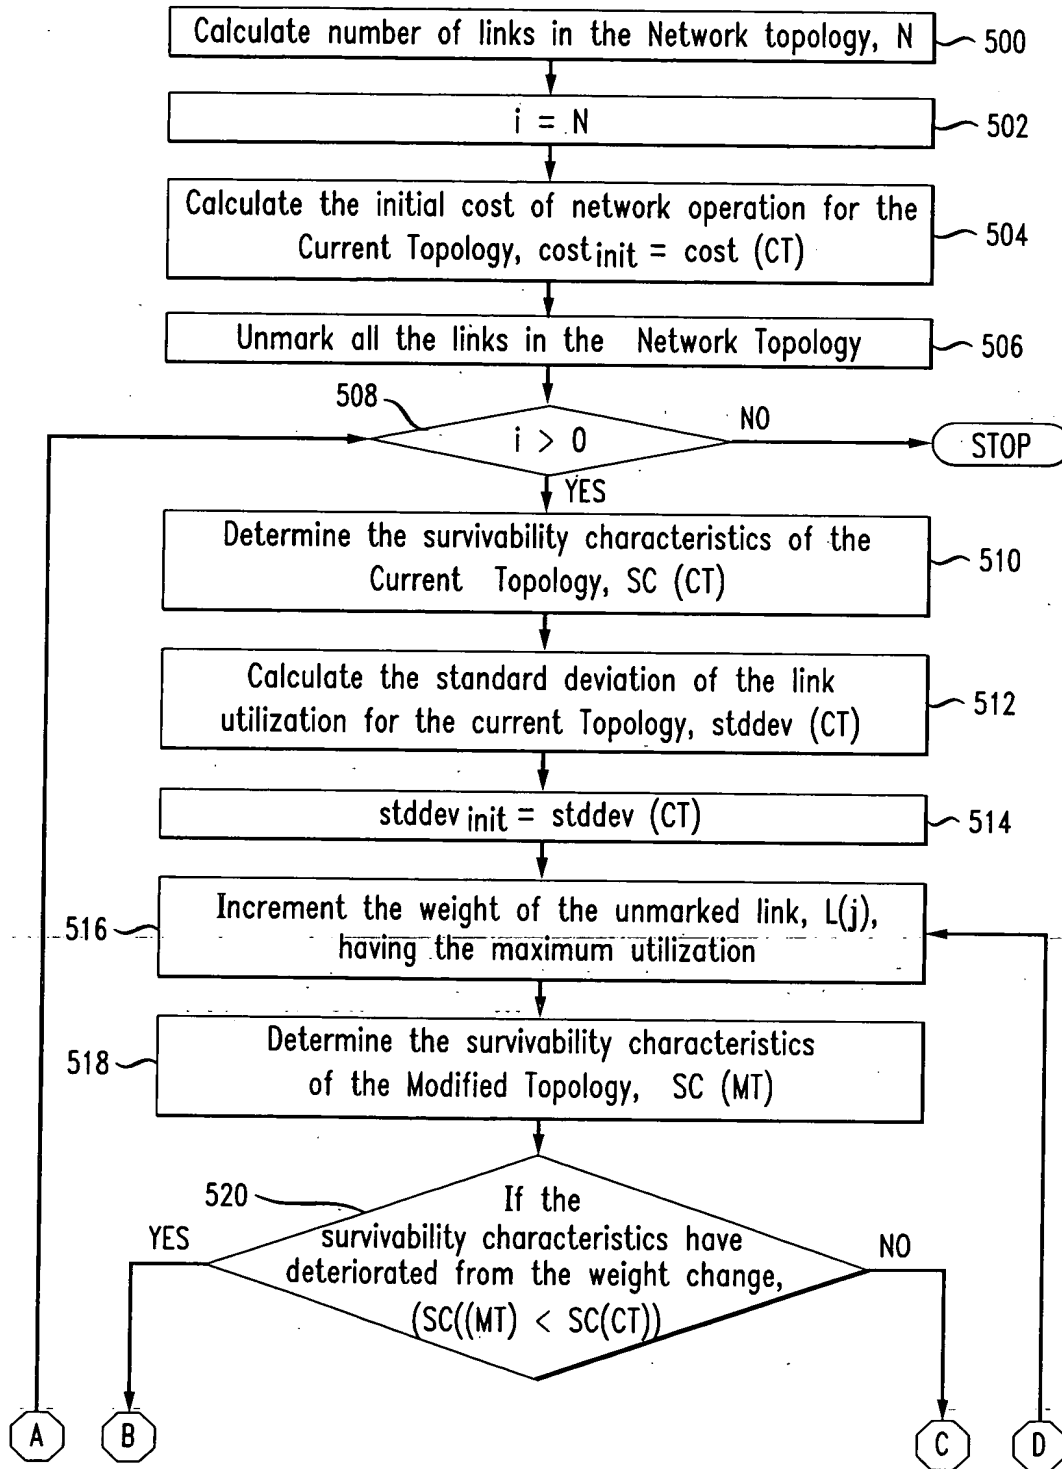 Calculate number of links in the Network topology, N
500
i = N
502
Calculate the initial cost of network operation for the
Current Topology, cost init = cost (CT)
504
Unmark all the links in the Network Topology
506
508
i > 0
NO
STOP
YES
Determine the survivability characteristics of the
Current Topology, SC (CT)
510
Calculate the standard deviation of the link
utilization for the current Topology, stddev (CT)
512
stddev init = stddev (CT)
514
516
Increment the weight of the unmarked link, L(j),
having the maximum utilization
518
Determine the survivability characteristics
of the Modified Topology, SC (MT)
520
If the
survivability characteristics have
deteriorated from the weight change,
(SC((MT) < SC(CT))
YES
NO
A
B
C
D